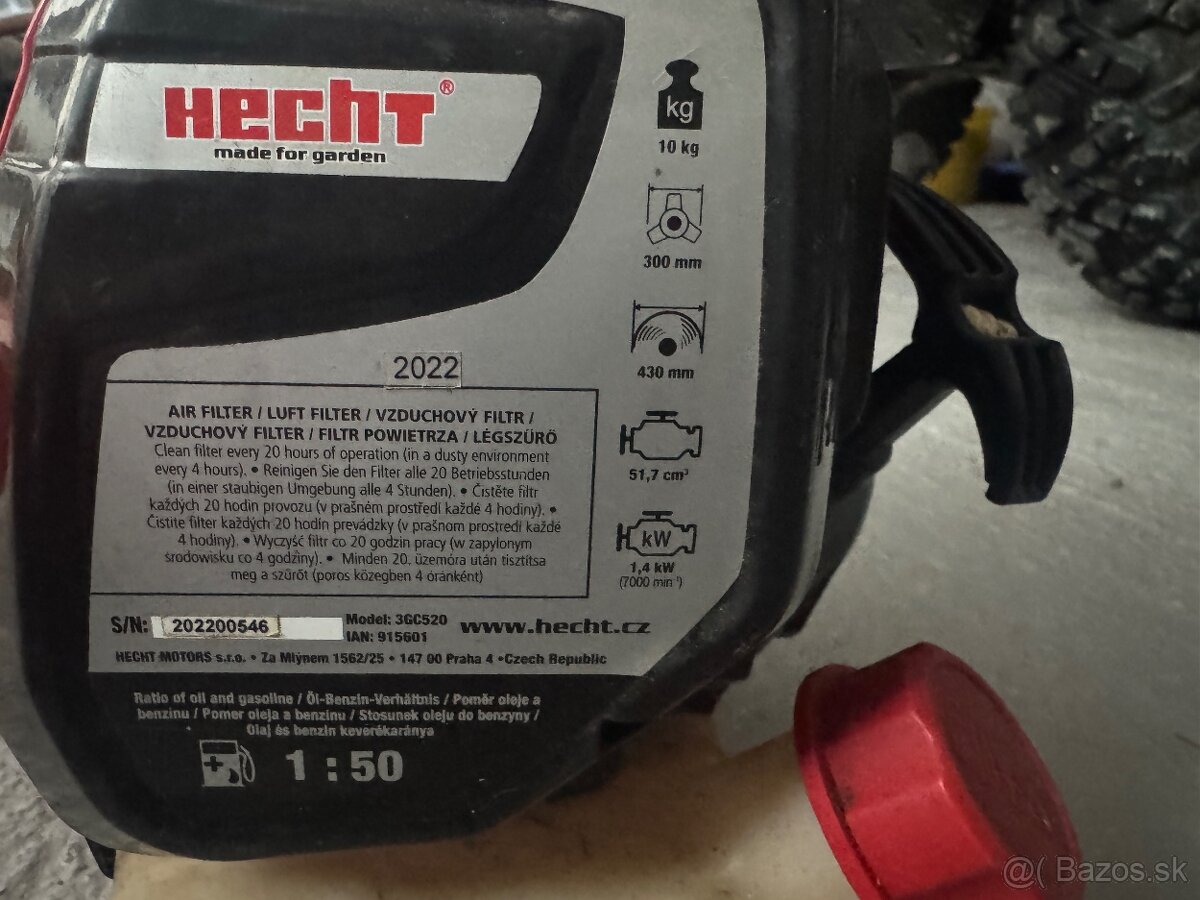 HECHT®
made for garden
kg
10 kg
300 mm
430 mm
51,7 cm³
kW
1,4 kW
(7000 min⁻¹)
2022
AIR FILTER / LUFT FILTER / VZDUCHOVÝ FILTR /
VZDUCHOVÝ FILTER / FILTR POWIETRZA / LÉGSZŰRŐ
Clean filter every 20 hours of operation (in a dusty environment
every 4 hours). • Reinigen Sie den Filter alle 20 Betriebsstunden
(in einer staubigen Umgebung alle 4 Stunden). • Čistěte filtr
každých 20 hodin provozu (v prašném prostředí každé 4 hodiny). •
Čistite filter každých 20 hodín prevádzky (v prašnom prostredí každé
4 hodiny). • Wyczyść filtr co 20 godzin pracy (w zapylonym
środowisku co 4 godziny). • Minden 20. üzemóra után tisztítsa
meg a szűrőt (poros közegben 4 óránként)
S/N: 202200546
Model: 3GC520
IAN: 915601
www.hecht.cz
HECHT MOTORS s.r.o. • Za Mlýnem 1562/25 • 147 00 Praha 4 • Czech Republic
Ratio of oil and gasoline / Öl-Benzin-Verhältnis / Poměr oleje a
benzinu / Pomer oleja a benzínu / Stosunek oleju do benzyny /
Olaj és benzin keverékaránya
1 : 50
@( Bazos.sk